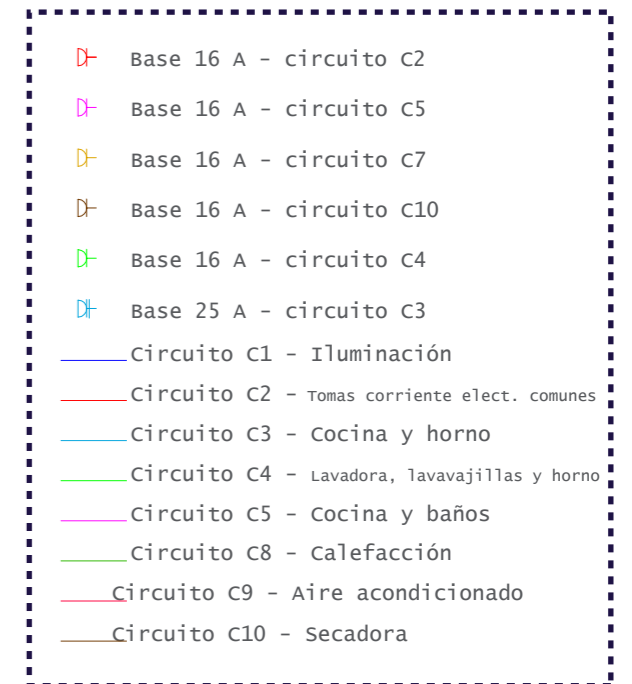 Base 16 A - circuito C2
Base 16 A - circuito C5
Base 16 A - circuito C7
Base 16 A - circuito C10
Base 16 A - circuito C4
Base 25 A - circuito C3
Circuito C1 - Iluminación
Circuito C2 - Tomas corriente elect. comunes
Circuito C3 - Cocina y horno
Circuito C4 - Lavadora, lavavajillas y horno
Circuito C5 - Cocina y baños
Circuito C8 - Calefacción
Circuito C9 - Aire acondicionado
Circuito C10 - Secadora